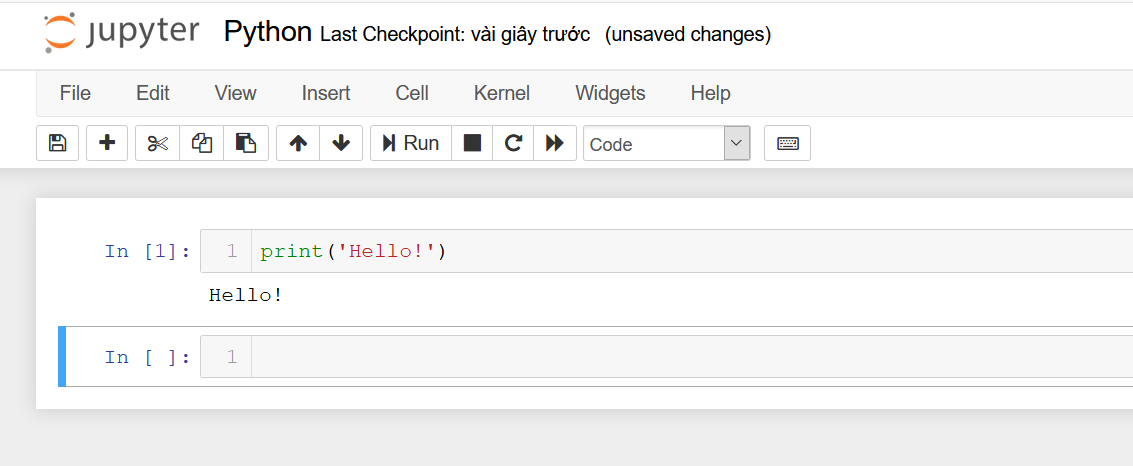 jupyter Python Last Checkpoint: vài giây trước (unsaved changes)
File Edit View Insert Cell Kernel Widgets Help
Run Code
In [1]: 1 print('Hello!')
Hello!
In [ ]: 1